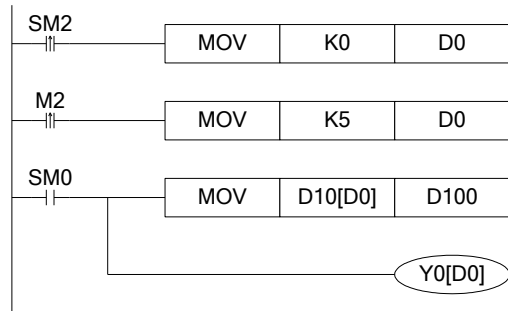 SM2
MOV K0 D0
M2
MOV K5 D0
SM0
MOV D10[D0] D100
Y0[D0]